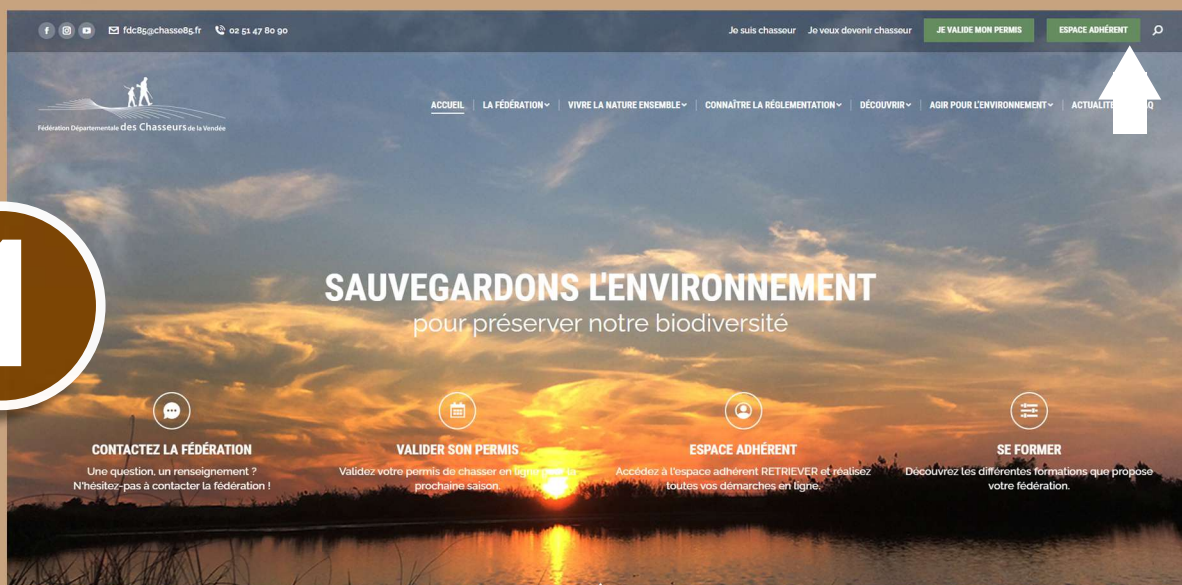 fdc85@chasse85.fr 02 51 47 80 90 Je suis chasseur Je veux devenir chasseur JE VALIDE MON PERMIS ESPACE ADHÉRENT
ACCUEIL LA FÉDÉRATION VIVRE LA NATURE ENSEMBLE CONNAÎTRE LA RÉGLEMENTATION DÉCOUVRIR AGIR POUR L'ENVIRONNEMENT
Fédération Départementale des Chasseurs de la Vendée
1
SAUVEGARDONS L'ENVIRONNEMENT
pour préserver notre biodiversité
CONTACTEZ LA FÉDÉRATION
Une question, un renseignement ?
N'hésitez-pas à contacter la fédération !
VALIDER SON PERMIS
Validez votre permis de chasser en ligne pour la
prochaine saison.
ESPACE ADHÉRENT
Accédez à l'espace adhérent RETRIEVER et réalisez
toutes vos démarches en ligne.
SE FORMER
Découvrez les différentes formations que propose
votre fédération.